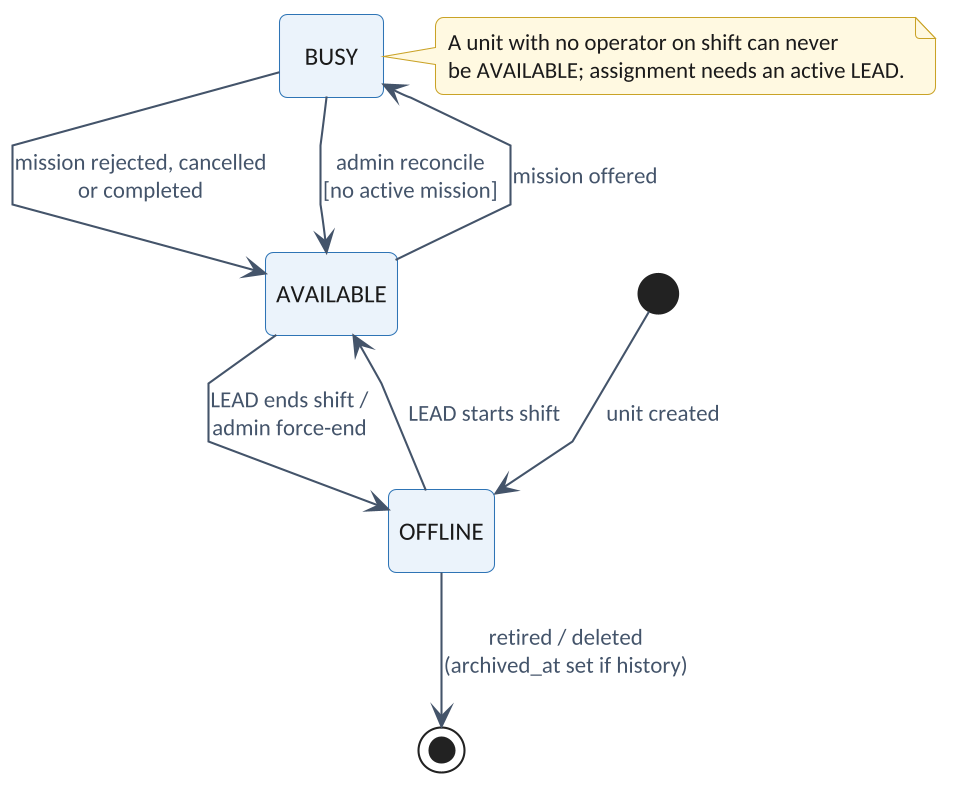 BUSY
A unit with no operator on shift can never
be AVAILABLE; assignment needs an active LEAD.
mission rejected, cancelled
or completed
admin reconcile
[no active mission]
mission offered
AVAILABLE
LEAD ends shift /
admin force-end
LEAD starts shift
unit created
OFFLINE
retired / deleted
(archived_at set if history)